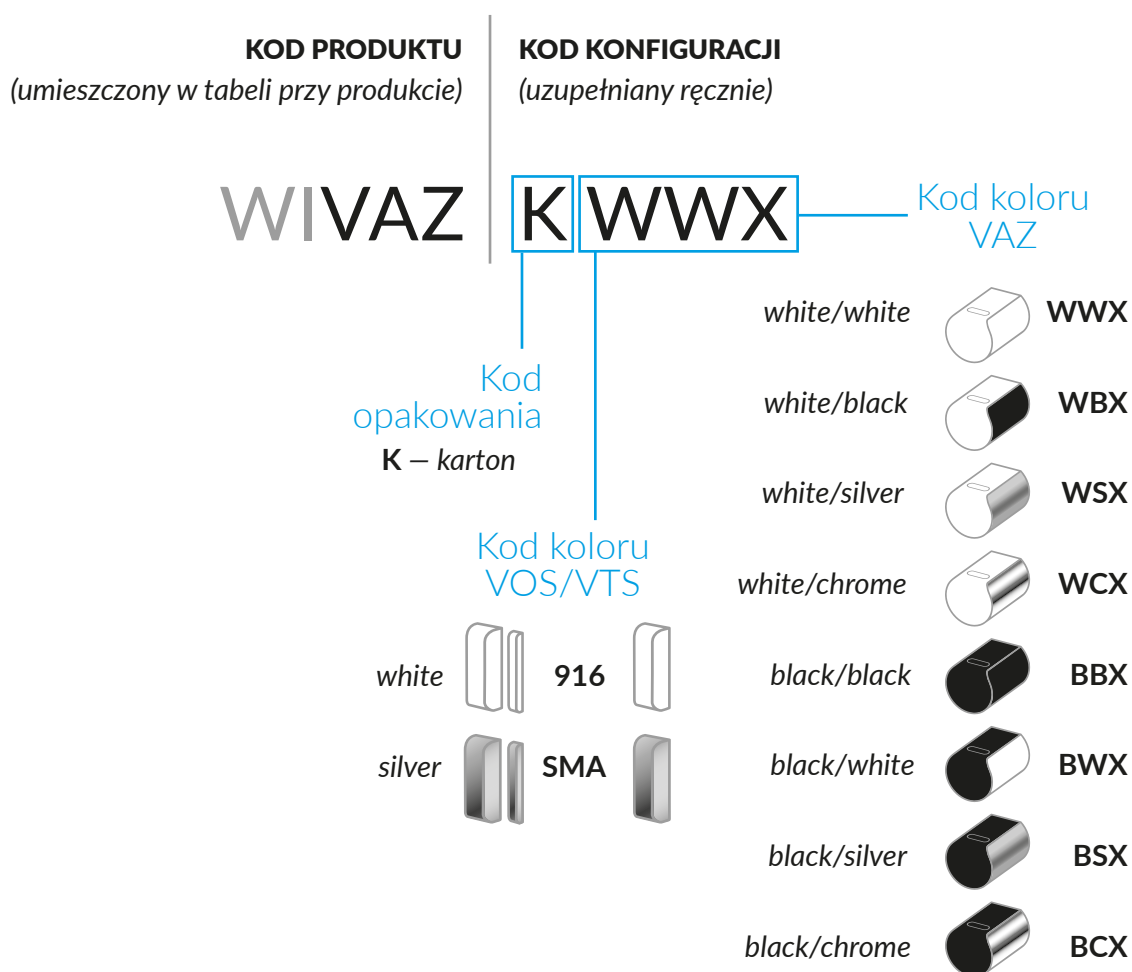 KOD PRODUKTU
(umieszczony w tabeli przy produkcie)
KOD KONFIGURACJI
(uzupełniany ręcznie)
WIVAZ KWWX
Kod koloru
VAZ
white/white WWX
white/black WBX
white/silver WSX
white/chrome WCX
black/black BBX
black/white BWX
black/silver BSX
black/chrome BCX
Kod
opakowania
K — karton
Kod koloru
VOS/VTS
white 916
silver SMA